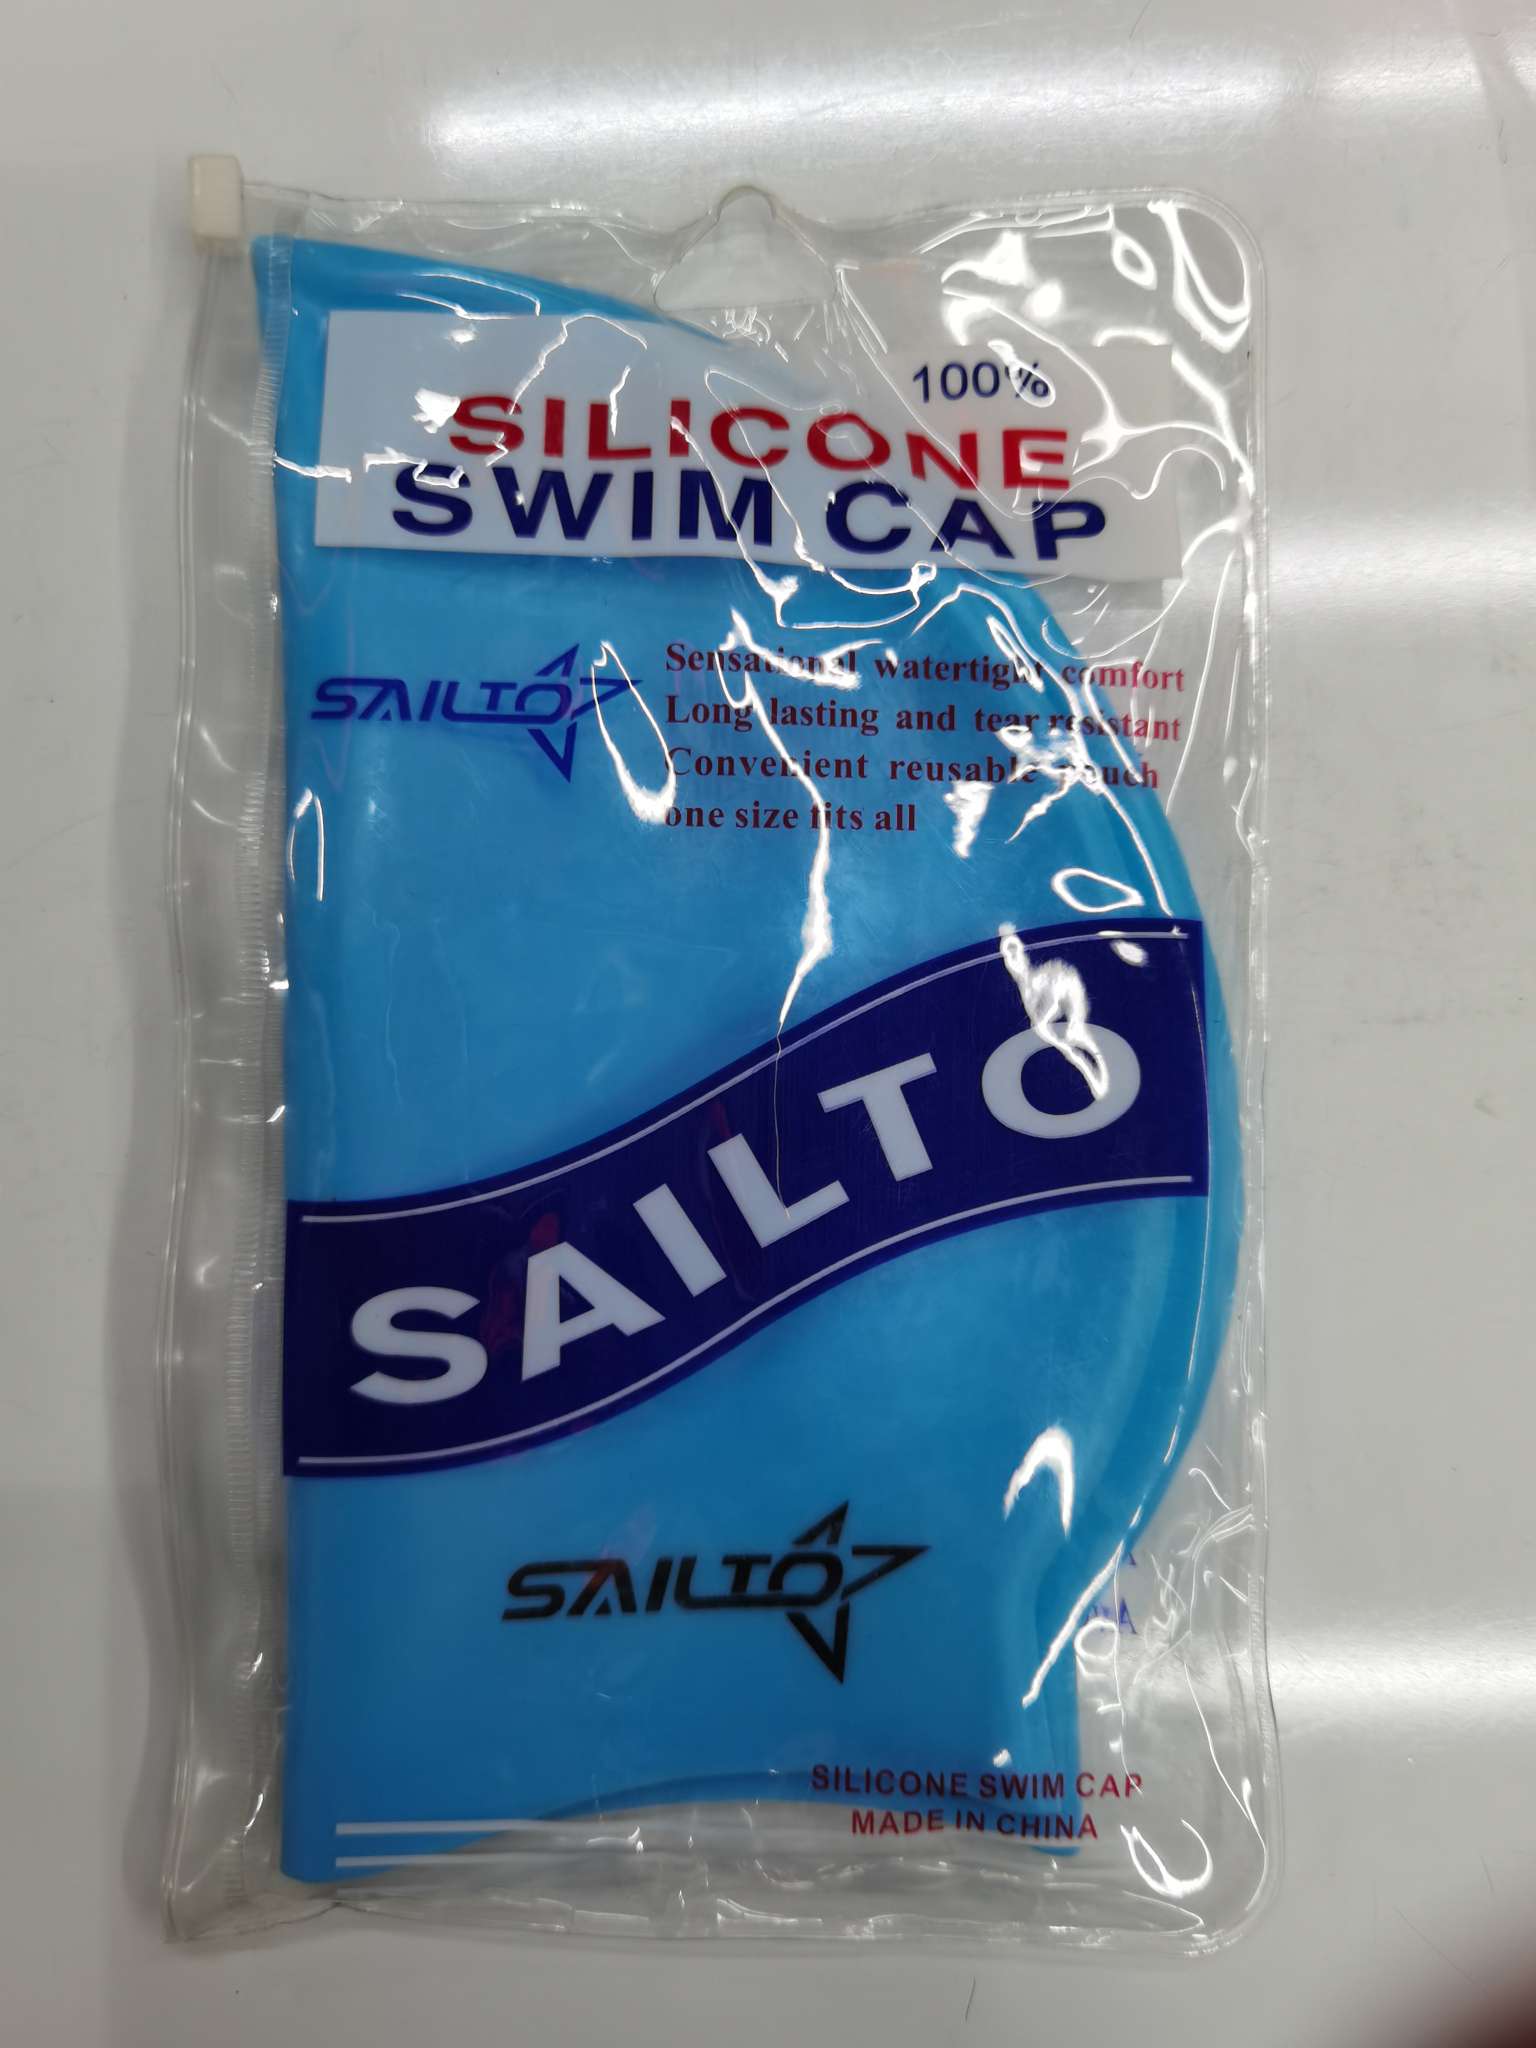 100%
SILICONE
SWIM CAP
SAILTO
Sensational watertight comfort
Long lasting and tear resistant
Convenient reusable pouch
one size fits all
SAILTO
SAILTO
SILICONE SWIM CAP
MADE IN CHINA